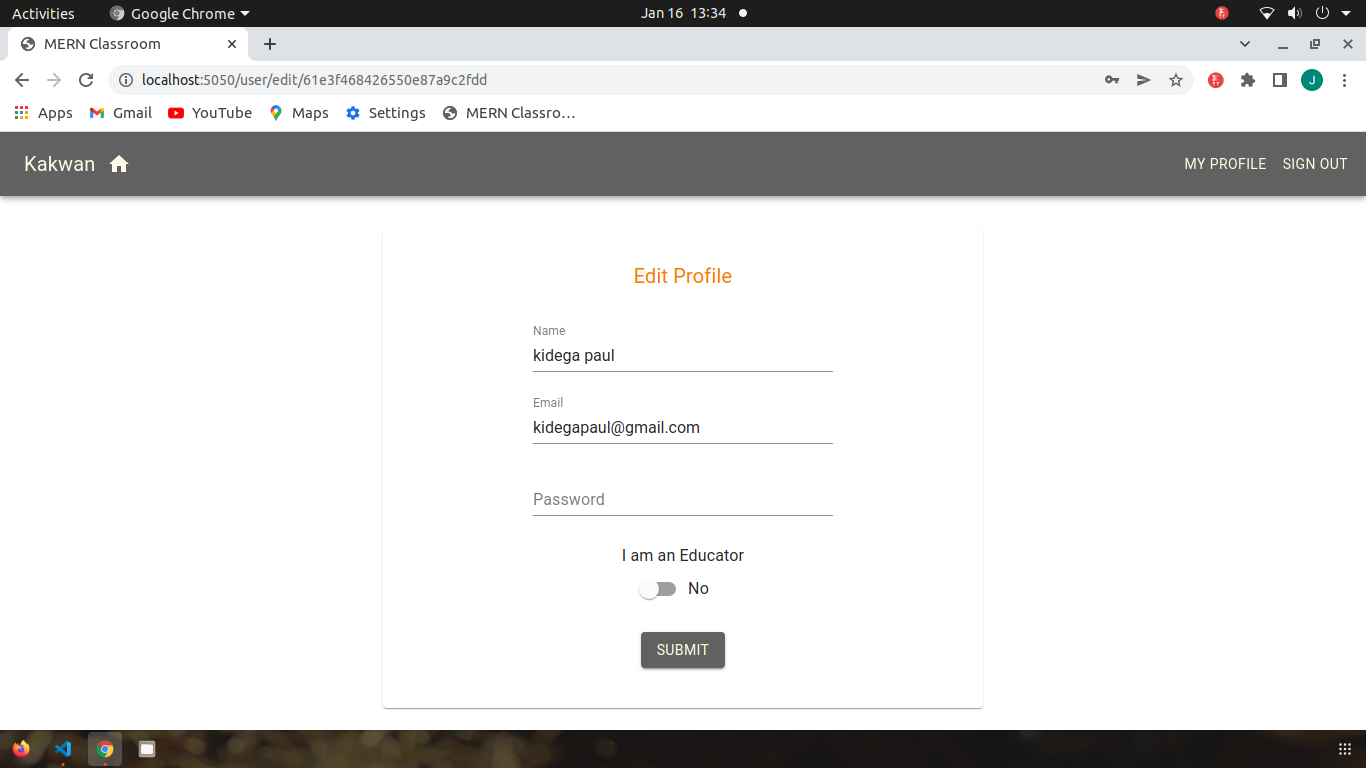 Activities Google Chrome Jan 16 13:34
MERN Classroom
localhost:5050/user/edit/61e3f468426550e87a9c2fdd J
Apps Gmail YouTube Maps Settings MERN Classro…
Kakwan MY PROFILE SIGN OUT
Edit Profile
Name
kidega paul
Email
kidegapaul@gmail.com
Password
I am an Educator
No
SUBMIT